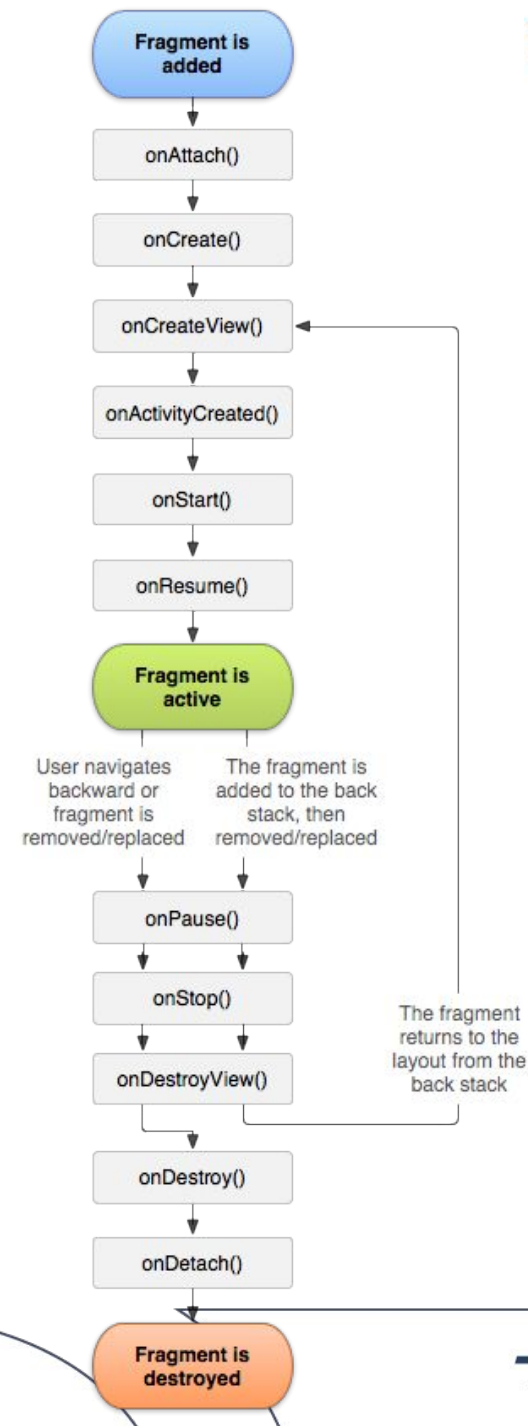 Fragment is
added
onAttach()
onCreate()
onCreateView()
onActivityCreated()
onStart()
onResume()
Fragment is
active
User navigates
backward or
fragment is
removed/replaced
The fragment is
added to the back
stack, then
removed/replaced
onPause()
onStop()
onDestroyView()
The fragment
returns to the
layout from the
back stack
onDestroy()
onDetach()
Fragment is
destroyed